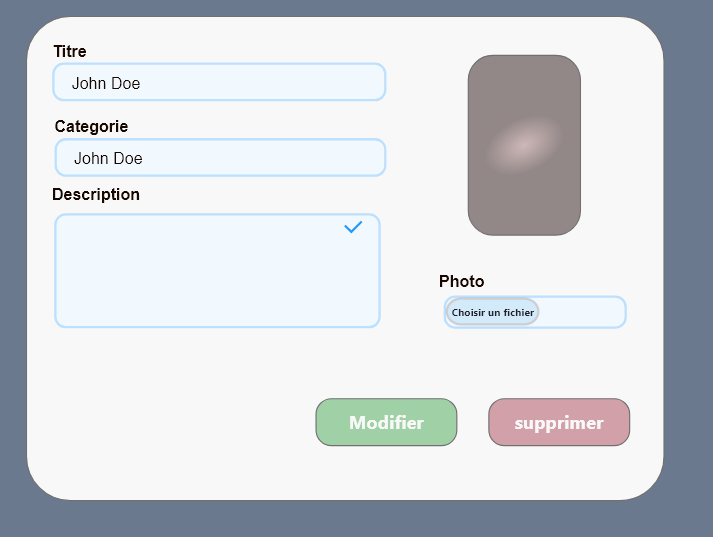 Titre
John Doe
Categorie
John Doe
Description
Photo
Choisir un fichier
Modifier
supprimer